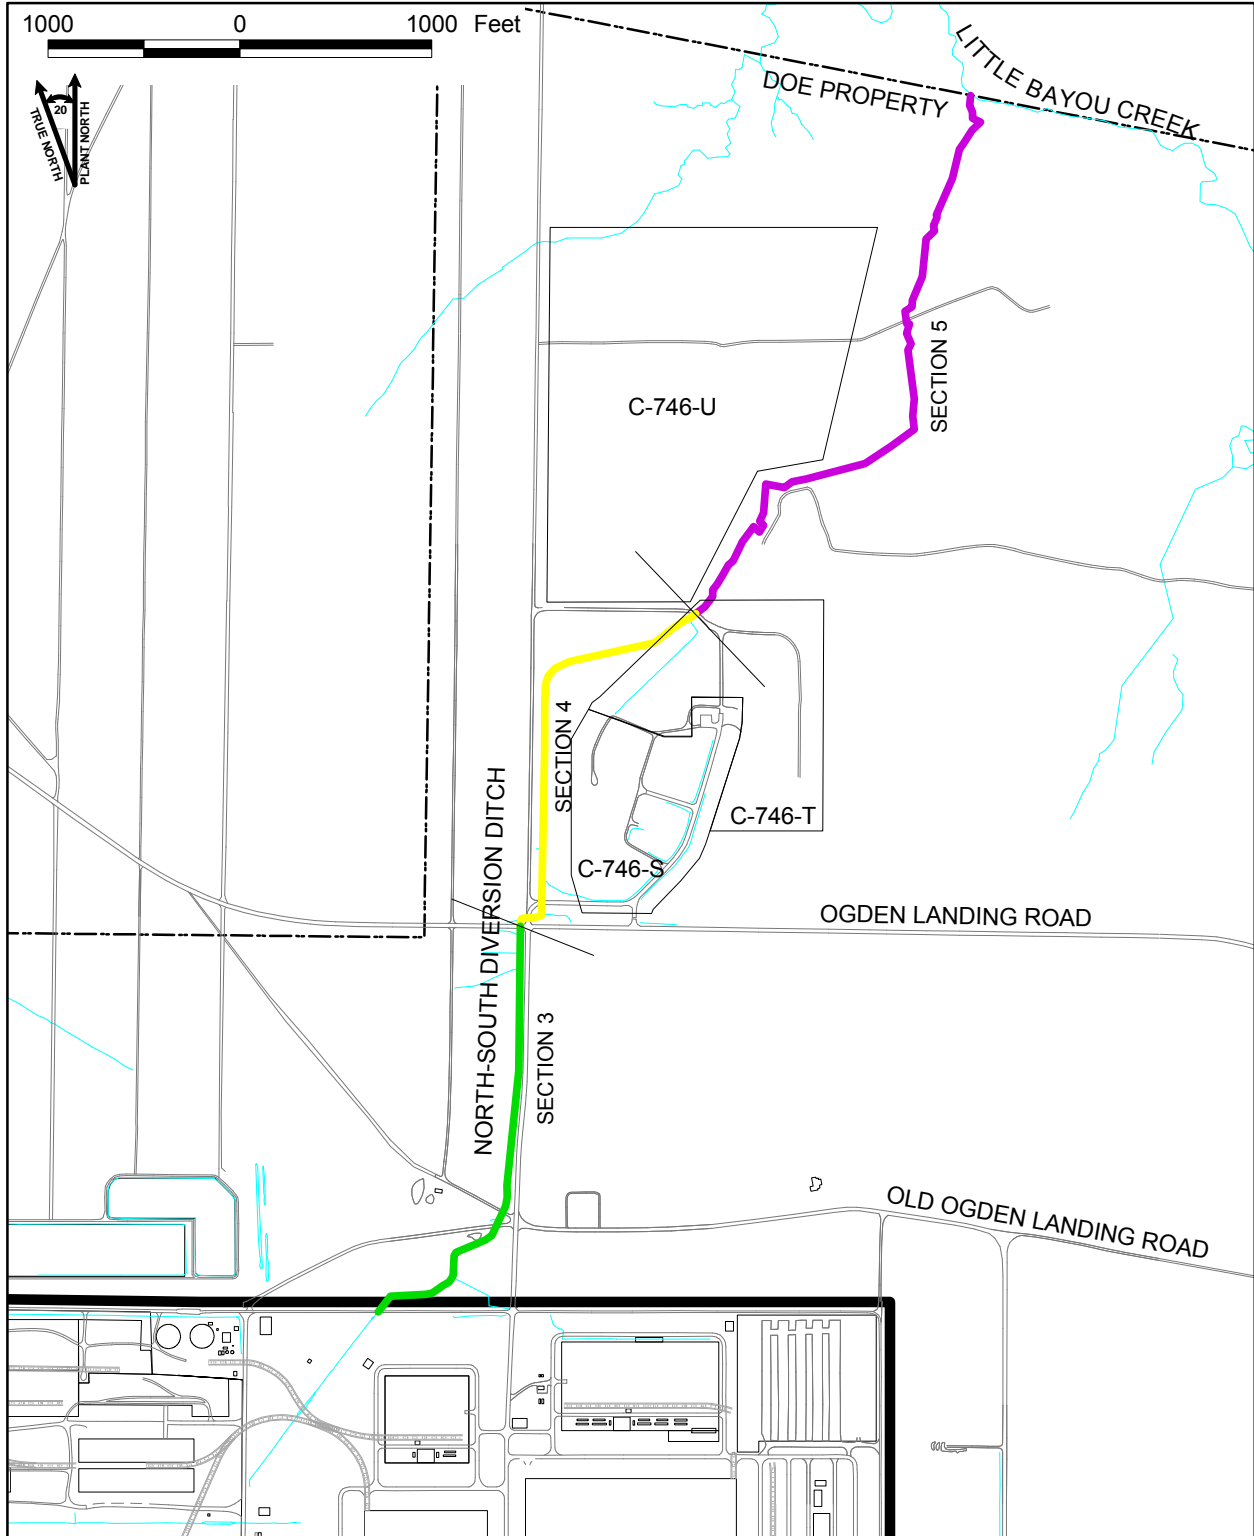 1000 0 1000 Feet
LITTLE BAYOU CREEK
DOE PROPERTY
20
TRUE NORTH
PLANT NORTH
SECTION 5
C-746-U
SECTION 4
C-746-T
C-746-S
NORTH-SOUTH DIVERSION DITCH
OGDEN LANDING ROAD
SECTION 3
OLD OGDEN LANDING ROAD